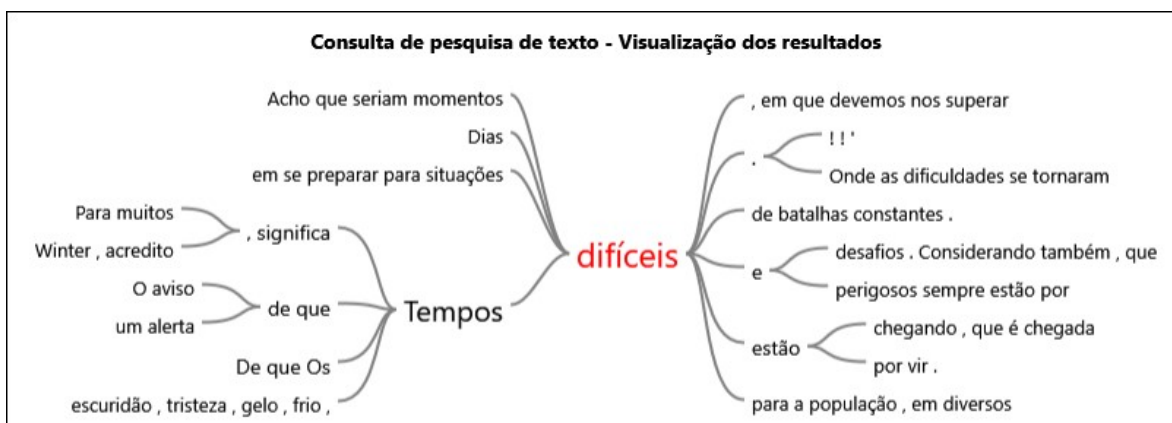 Consulta de pesquisa de texto - Visualização dos resultados
Acho que seriam momentos
Dias
em se preparar para situações
Para muitos
Winter , acredito
, significa
O aviso
um alerta
de que
De que Os
escuridão , tristeza , gelo , frio ,
Tempos
difíceis
, em que devemos nos superar
.
! ! '
Onde as dificuldades se tornaram
de batalhas constantes .
e
desafios . Considerando também , que
perigosos sempre estão por
estão
chegando , que é chegada
por vir .
para a população , em diversos